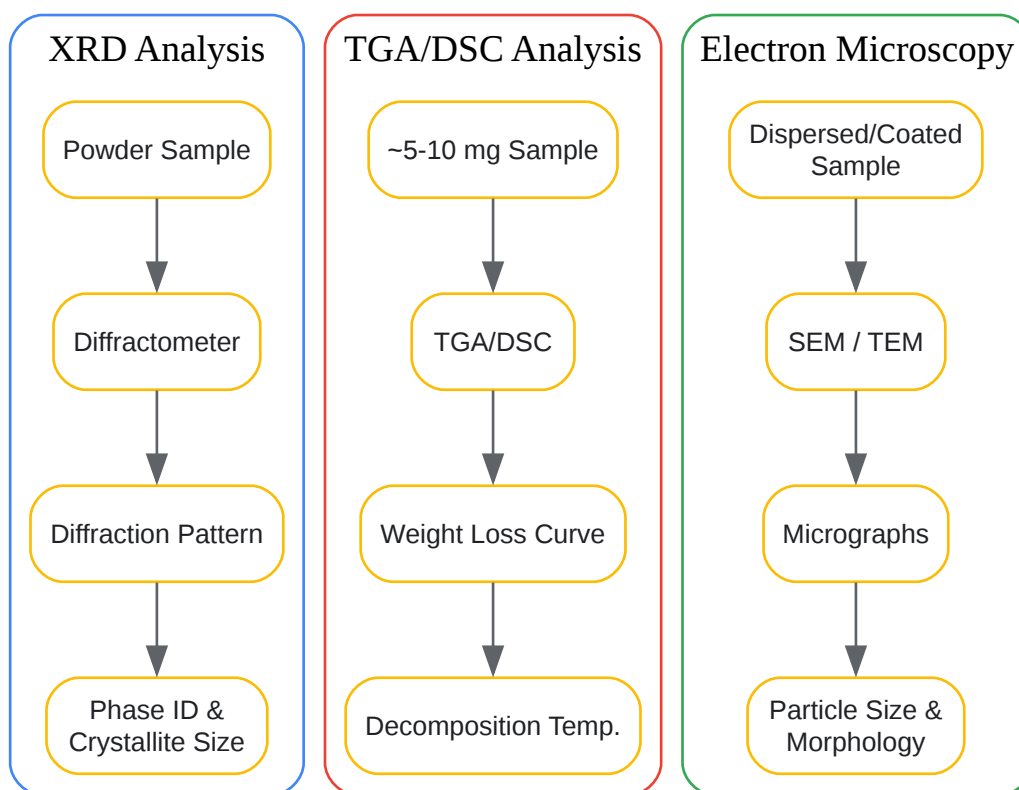 XRD Analysis
Powder Sample
Diffractometer
Diffraction Pattern
Phase ID &
Crystallite Size
TGA/DSC Analysis
~5-10 mg Sample
TGA/DSC
Weight Loss Curve
Decomposition Temp.
Electron Microscopy
Dispersed/Coated
Sample
SEM / TEM
Micrographs
Particle Size &
Morphology